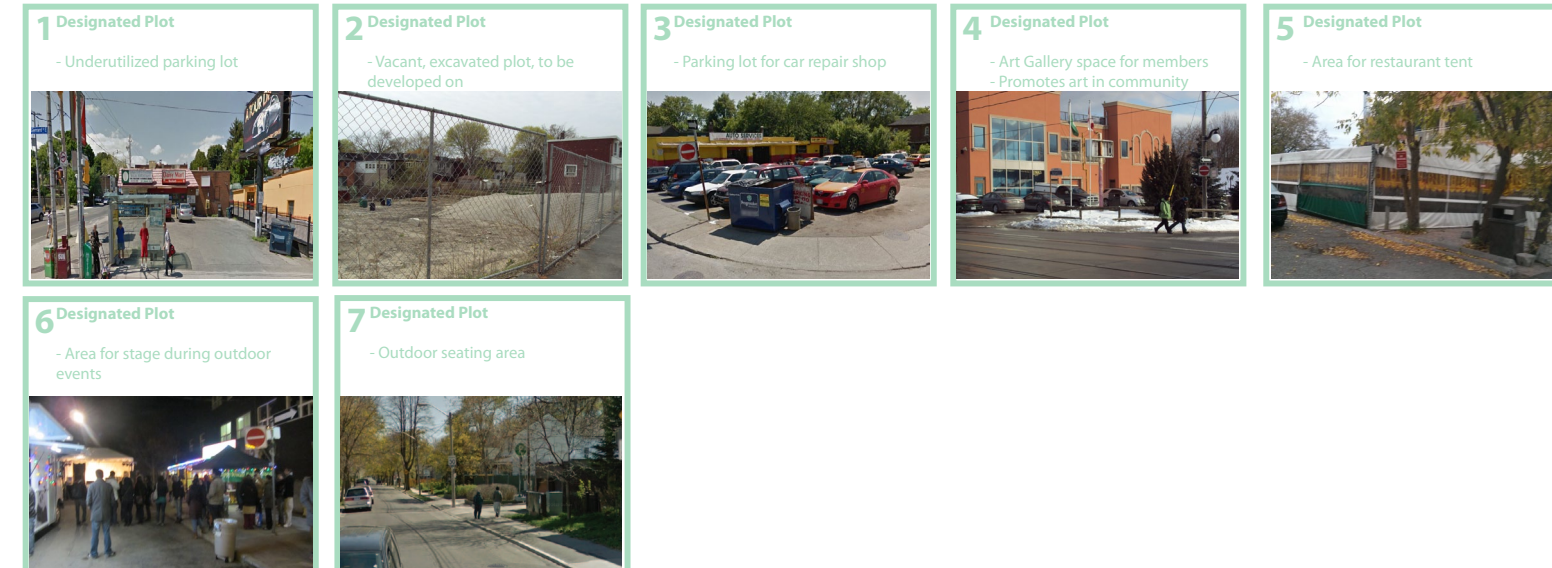 1 Designated Plot
- Underutilized parking lot
2 Designated Plot
- Vacant, excavated plot, to be
developed on
3 Designated Plot
- Parking lot for car repair shop
AUTO SERVICES
4 Designated Plot
- Art Gallery space for members
- Promotes art in community
5 Designated Plot
- Area for restaurant tent
6 Designated Plot
- Area for stage during outdoor
events
7 Designated Plot
- Outdoor seating area